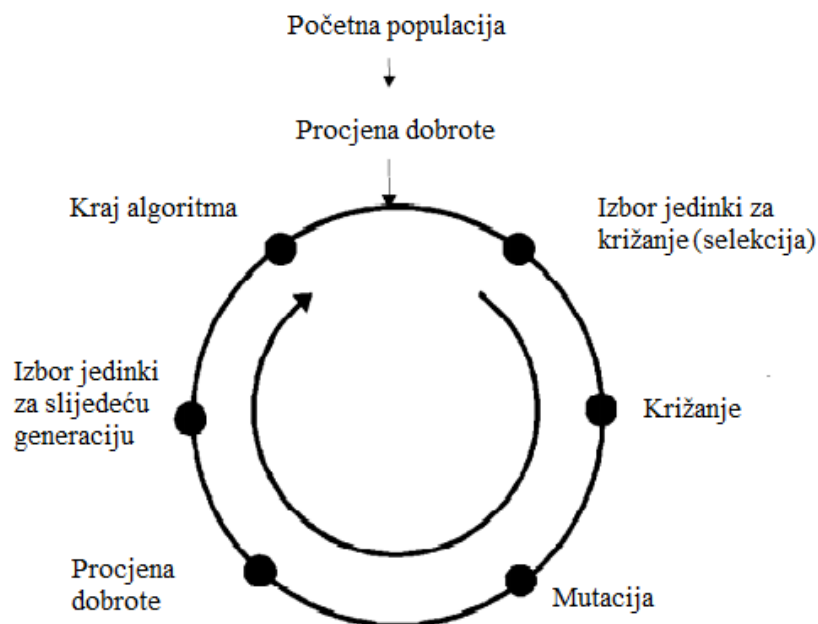 Početna populacija
Procjena dobrote
Kraj algoritma
Izbor jedinki za
križanje (selekcija)
Izbor jedinki
za slijedeću
generaciju
Križanje
Procjena
dobrote
Mutacija